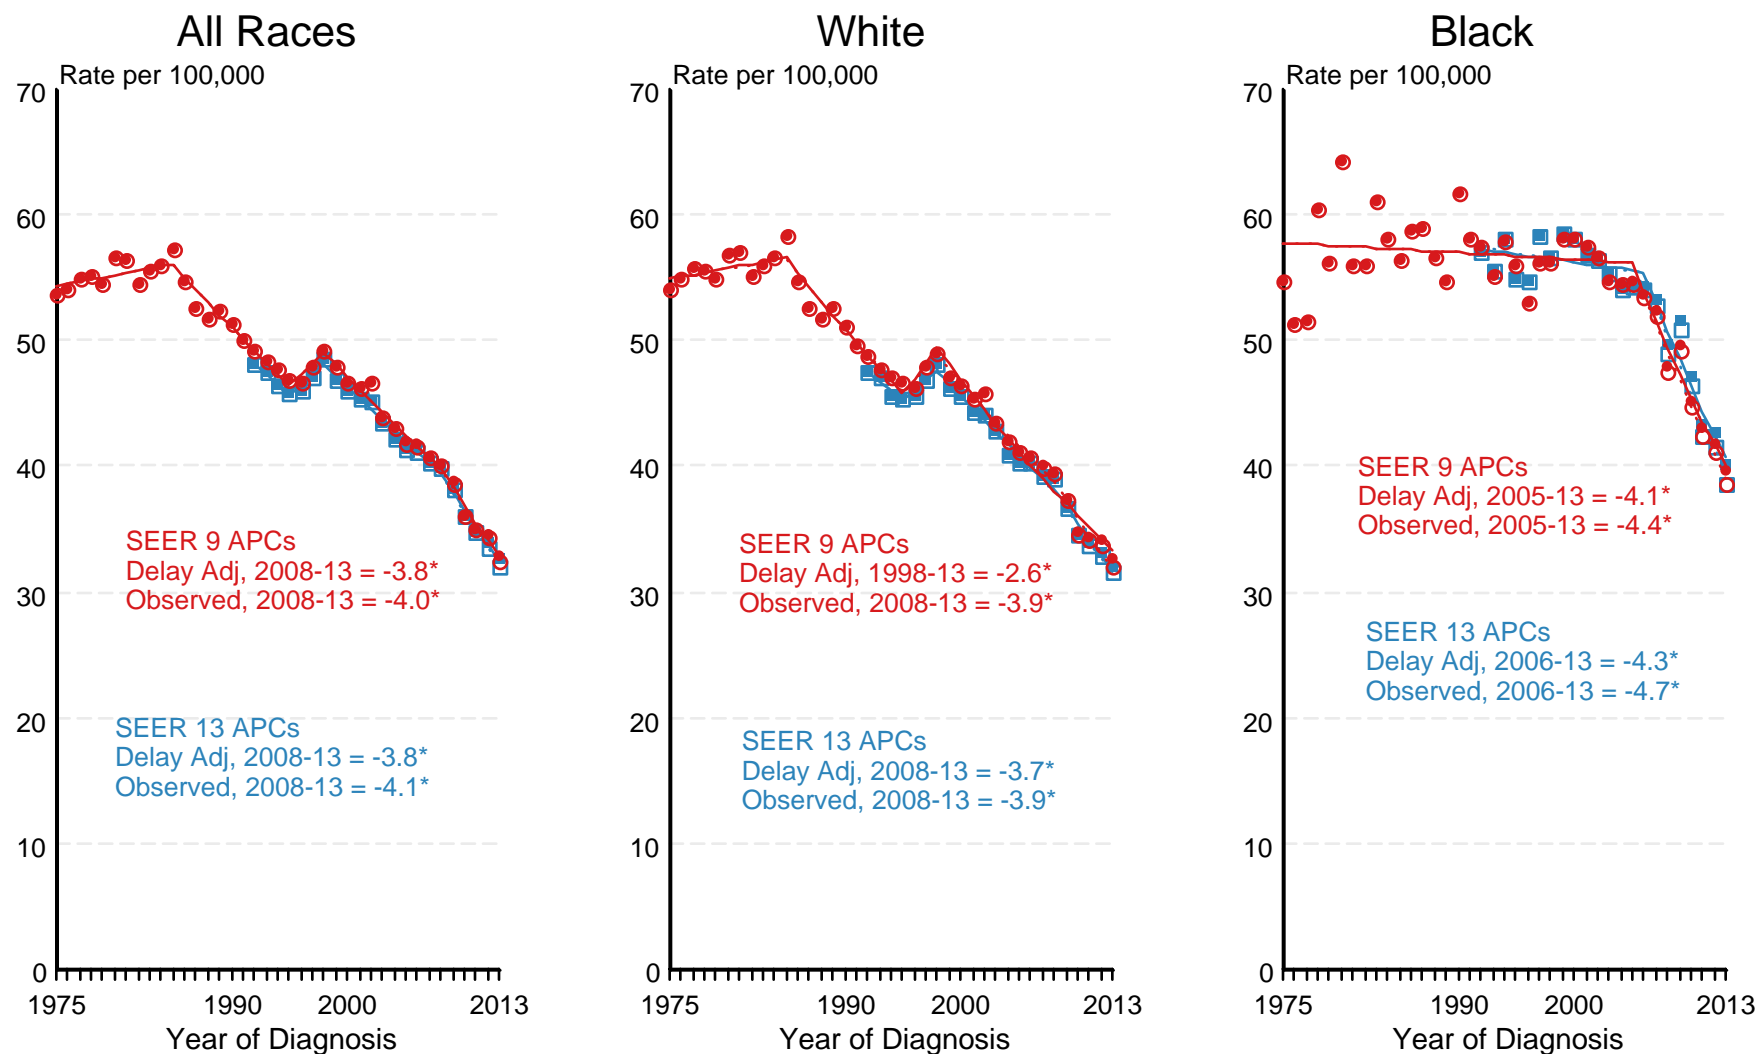 All Races
Rate per 100,000
70
60
50
40
30
20
10
0
SEER 9 APCs
Delay Adj, 2008-13 = -3.8*
Observed, 2008-13 = -4.0*
SEER 13 APCs
Delay Adj, 2008-13 = -3.8*
Observed, 2008-13 = -4.1*
1975 1990 2000 2013
Year of Diagnosis
White
Rate per 100,000
70
60
50
40
30
20
10
0
SEER 9 APCs
Delay Adj, 1998-13 = -2.6*
Observed, 2008-13 = -3.9*
SEER 13 APCs
Delay Adj, 2008-13 = -3.7*
Observed, 2008-13 = -3.9*
1975 1990 2000 2013
Year of Diagnosis
Black
Rate per 100,000
70
60
50
40
30
20
10
0
SEER 9 APCs
Delay Adj, 2005-13 = -4.1*
Observed, 2005-13 = -4.4*
SEER 13 APCs
Delay Adj, 2006-13 = -4.3*
Observed, 2006-13 = -4.7*
1975 1990 2000 2013
Year of Diagnosis